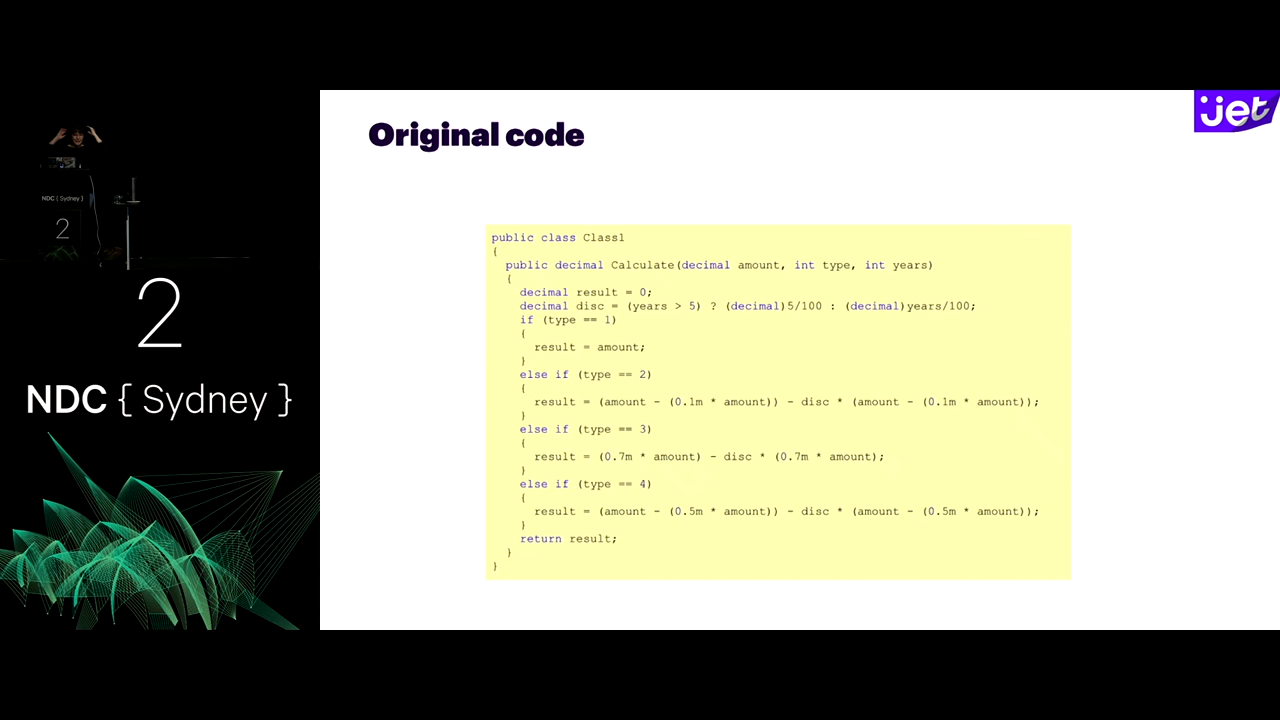 NDC { Sydney }
2
2
NDC { Sydney }
Jet
Original code
public class Class1
{
public decimal Calculate(decimal amount, int type, int years)
{
decimal result = 0;
decimal disc = (years > 5) ? (decimal)5/100 : (decimal)years/100;
if (type == 1)
{
result = amount;
}
else if (type == 2)
{
result = (amount - (0.1m * amount)) - disc * (amount - (0.1m * amount));
}
else if (type == 3)
{
result = (0.7m * amount) - disc * (0.7m * amount);
}
else if (type == 4)
{
result = (amount - (0.5m * amount)) - disc * (amount - (0.5m * amount));
}
return result;
}
}